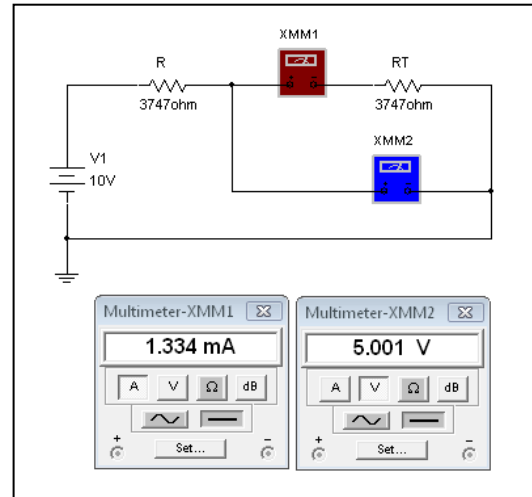 XMM1
R
RT
3747ohm
3747ohm
XMM2
V1
10V
Multimeter-XMM1
1.334 mA
A V Ω dB
+ Set... −
Multimeter-XMM2
5.001 V
A V Ω dB
+ Set... −